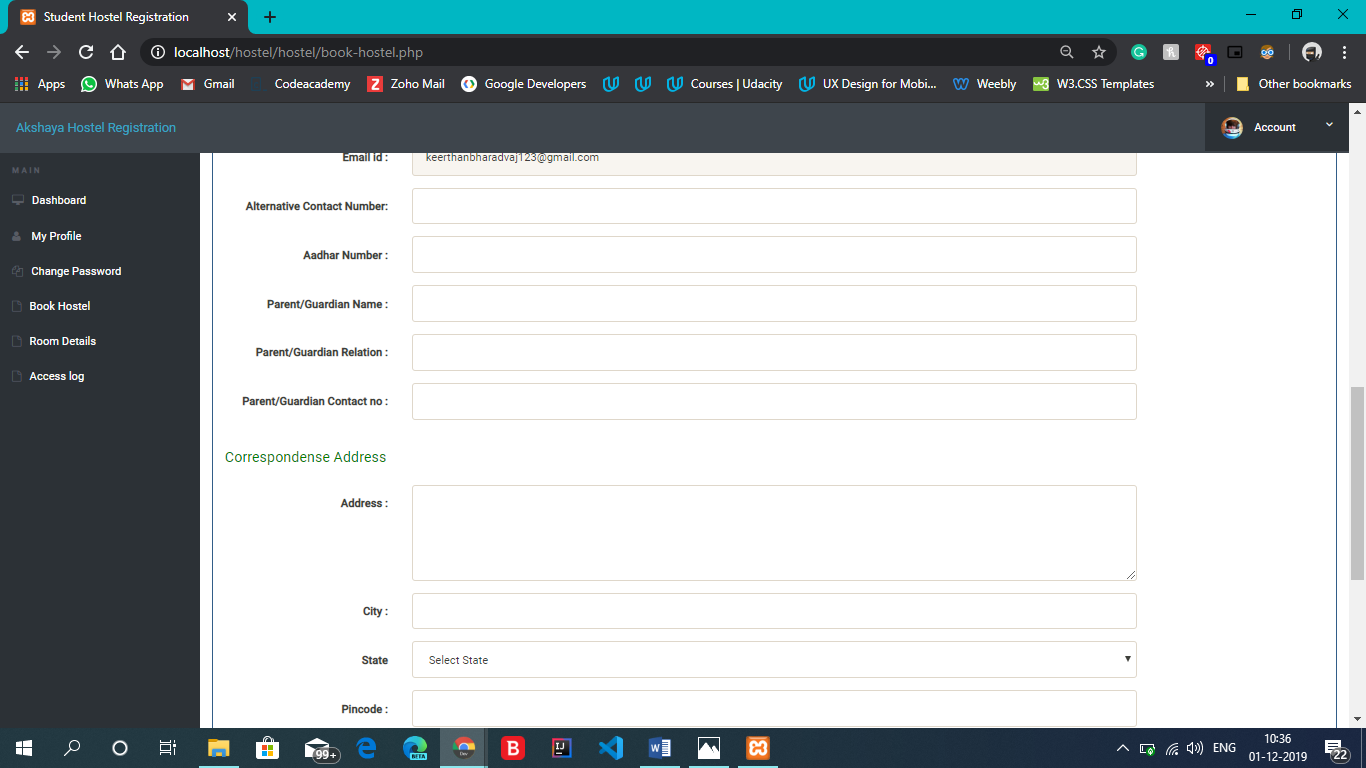 Student Hostel Registration
localhost/hostel/hostel/book-hostel.php
0
Apps Whats App Gmail Codeacademy Zoho Mail Google Developers Courses | Udacity UX Design for Mobi... Weebly W3.CSS Templates » Other bookmarks
Akshaya Hostel Registration Account
MAIN
Dashboard
My Profile
Change Password
Book Hostel
Room Details
Access log
Email id : keerthanbharadvaj123@gmail.com
Alternative Contact Number:
Aadhar Number :
Parent/Guardian Name :
Parent/Guardian Relation :
Parent/Guardian Contact no :
Correspondense Address
Address :
City :
State Select State
Pincode :
99+ BETA Dev B IJ W
ENG
10:36
01-12-2019
22